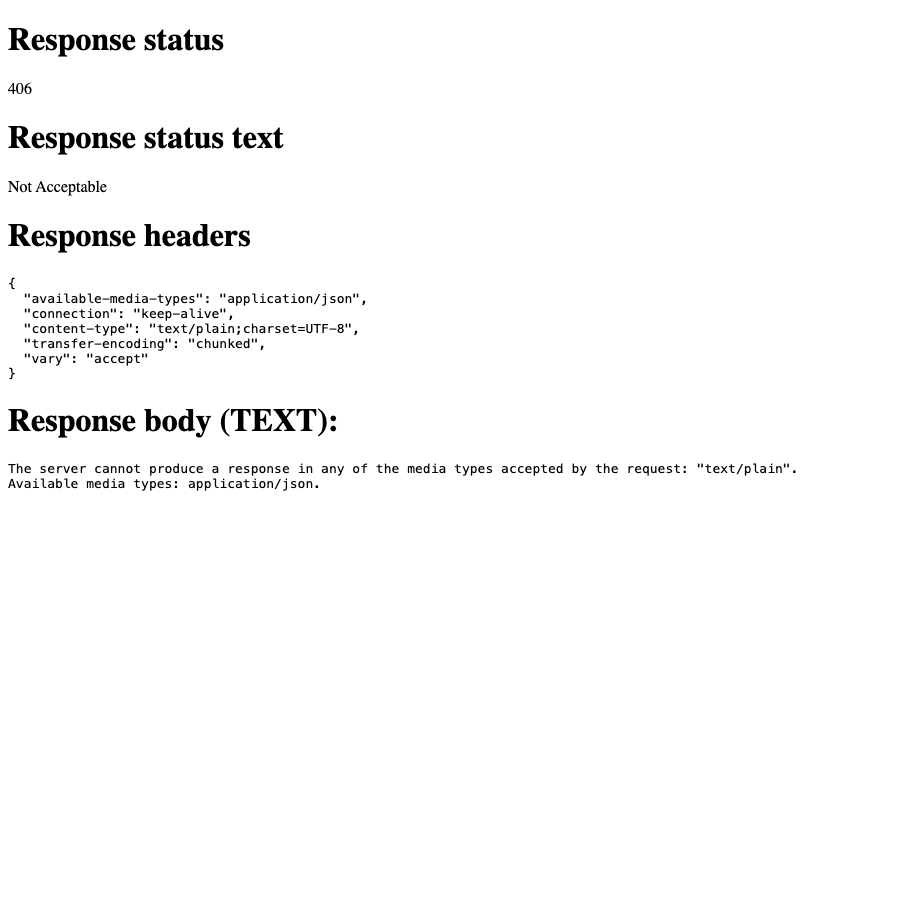 Response status
406
Response status text
Not Acceptable
Response headers
{
  "available-media-types": "application/json",
  "connection": "keep-alive",
  "content-type": "text/plain;charset=UTF-8",
  "transfer-encoding": "chunked",
  "vary": "accept"
}
Response body (TEXT):
The server cannot produce a response in any of the media types accepted by the request: "text/plain".
Available media types: application/json.